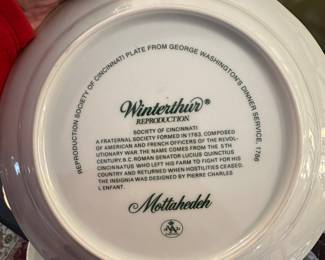 REPRODUCTION SOCIETY OF CINCINNATI PLATE FROM GEORGE WASHINGTON'S DINNER SERVICE, 1786
Winterthur®
REPRODUCTION
SOCIETY OF CINCINNATI
A FRATERNAL SOCIETY FORMED IN 1783, COMPOSED
OF AMERICAN AND FRENCH OFFICERS OF THE REVOL-
UTIONARY WAR. THE NAME COMES FROM THE 5TH
CENTURY, B.C. ROMAN SENATOR LUCIUS QUINCTIUS
CINCINNATUS WHO LEFT HIS FARM TO FIGHT FOR HIS
COUNTRY AND RETURNED WHEN HOSTILITIES CEASED.
THE INSIGNIA WAS DESIGNED BY PIERRE CHARLES
L ENFANT.
Mottahedeh